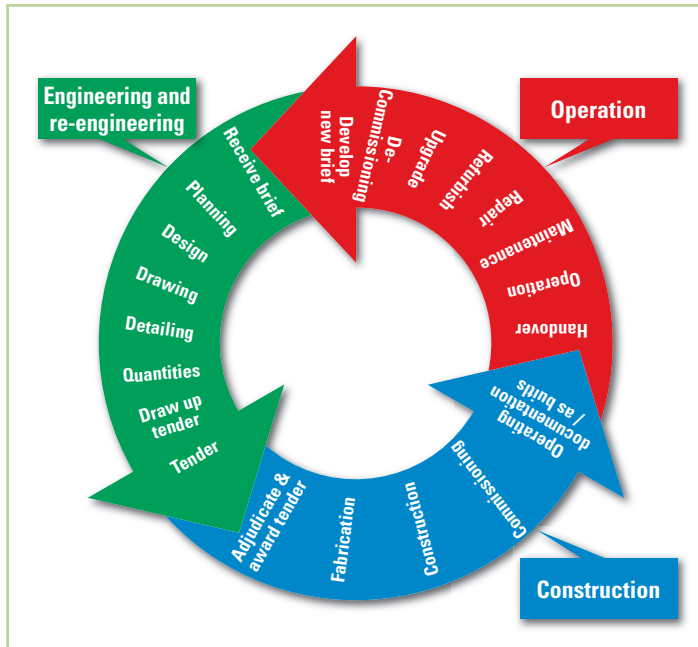 Engineering and
re-engineering
Receive brief
Planning
Design
Drawing
Detailing
Quantities
Draw up
tender
Tender
Construction
Adjudicate &
award tender
Fabrication
Construction
Commissioning
Operating
documentation
/ as builts
Operation
Handover
Operation
Maintenance
Repair
Refurbish
Upgrade
De-
Commissioning
Develop
new brief